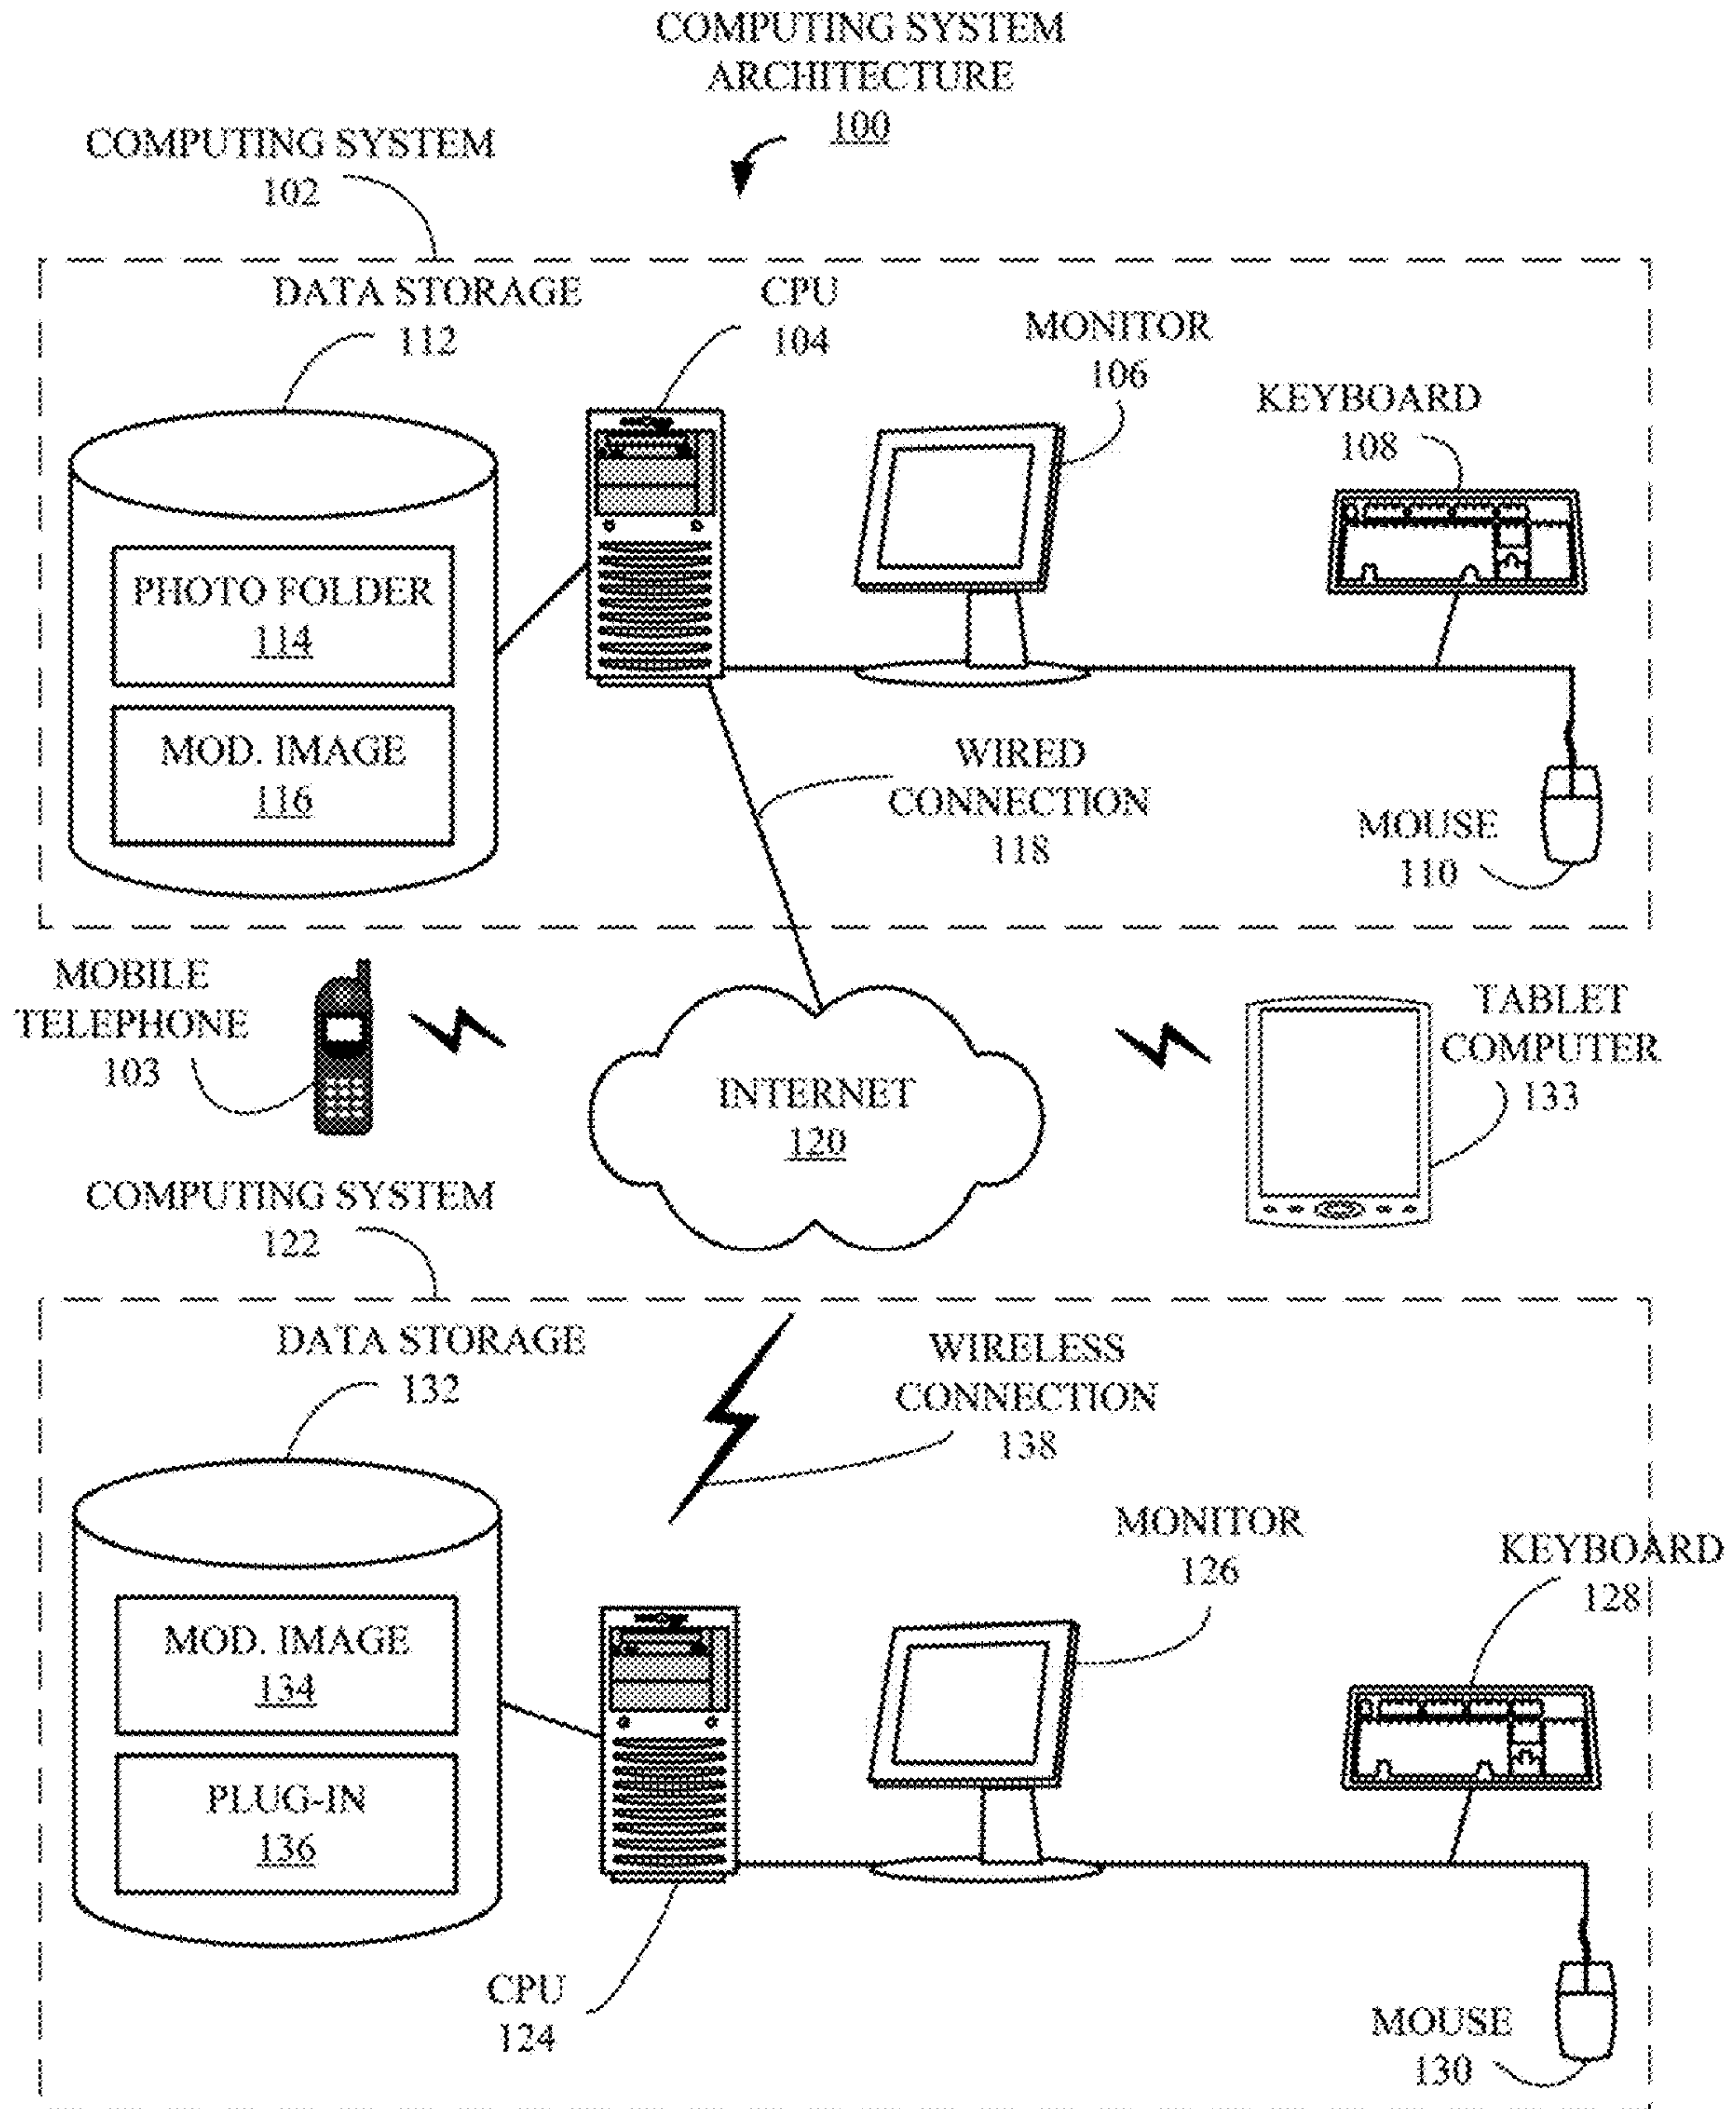 COMPUTING SYSTEM
ARCHITECTURE
100
COMPUTING SYSTEM
102
DATA STORAGE
112
CPU
104
MONITOR
106
KEYBOARD
108
PHOTO FOLDER
114
MOD. IMAGE
116
WIRED
CONNECTION
118
MOUSE
110
MOBILE
TELEPHONE
103
INTERNET
120
TABLET
COMPUTER
133
COMPUTING SYSTEM
122
DATA STORAGE
132
WIRELESS
CONNECTION
138
MONITOR
126
KEYBOARD
128
MOD. IMAGE
134
PLUG-IN
136
CPU
124
MOUSE
130